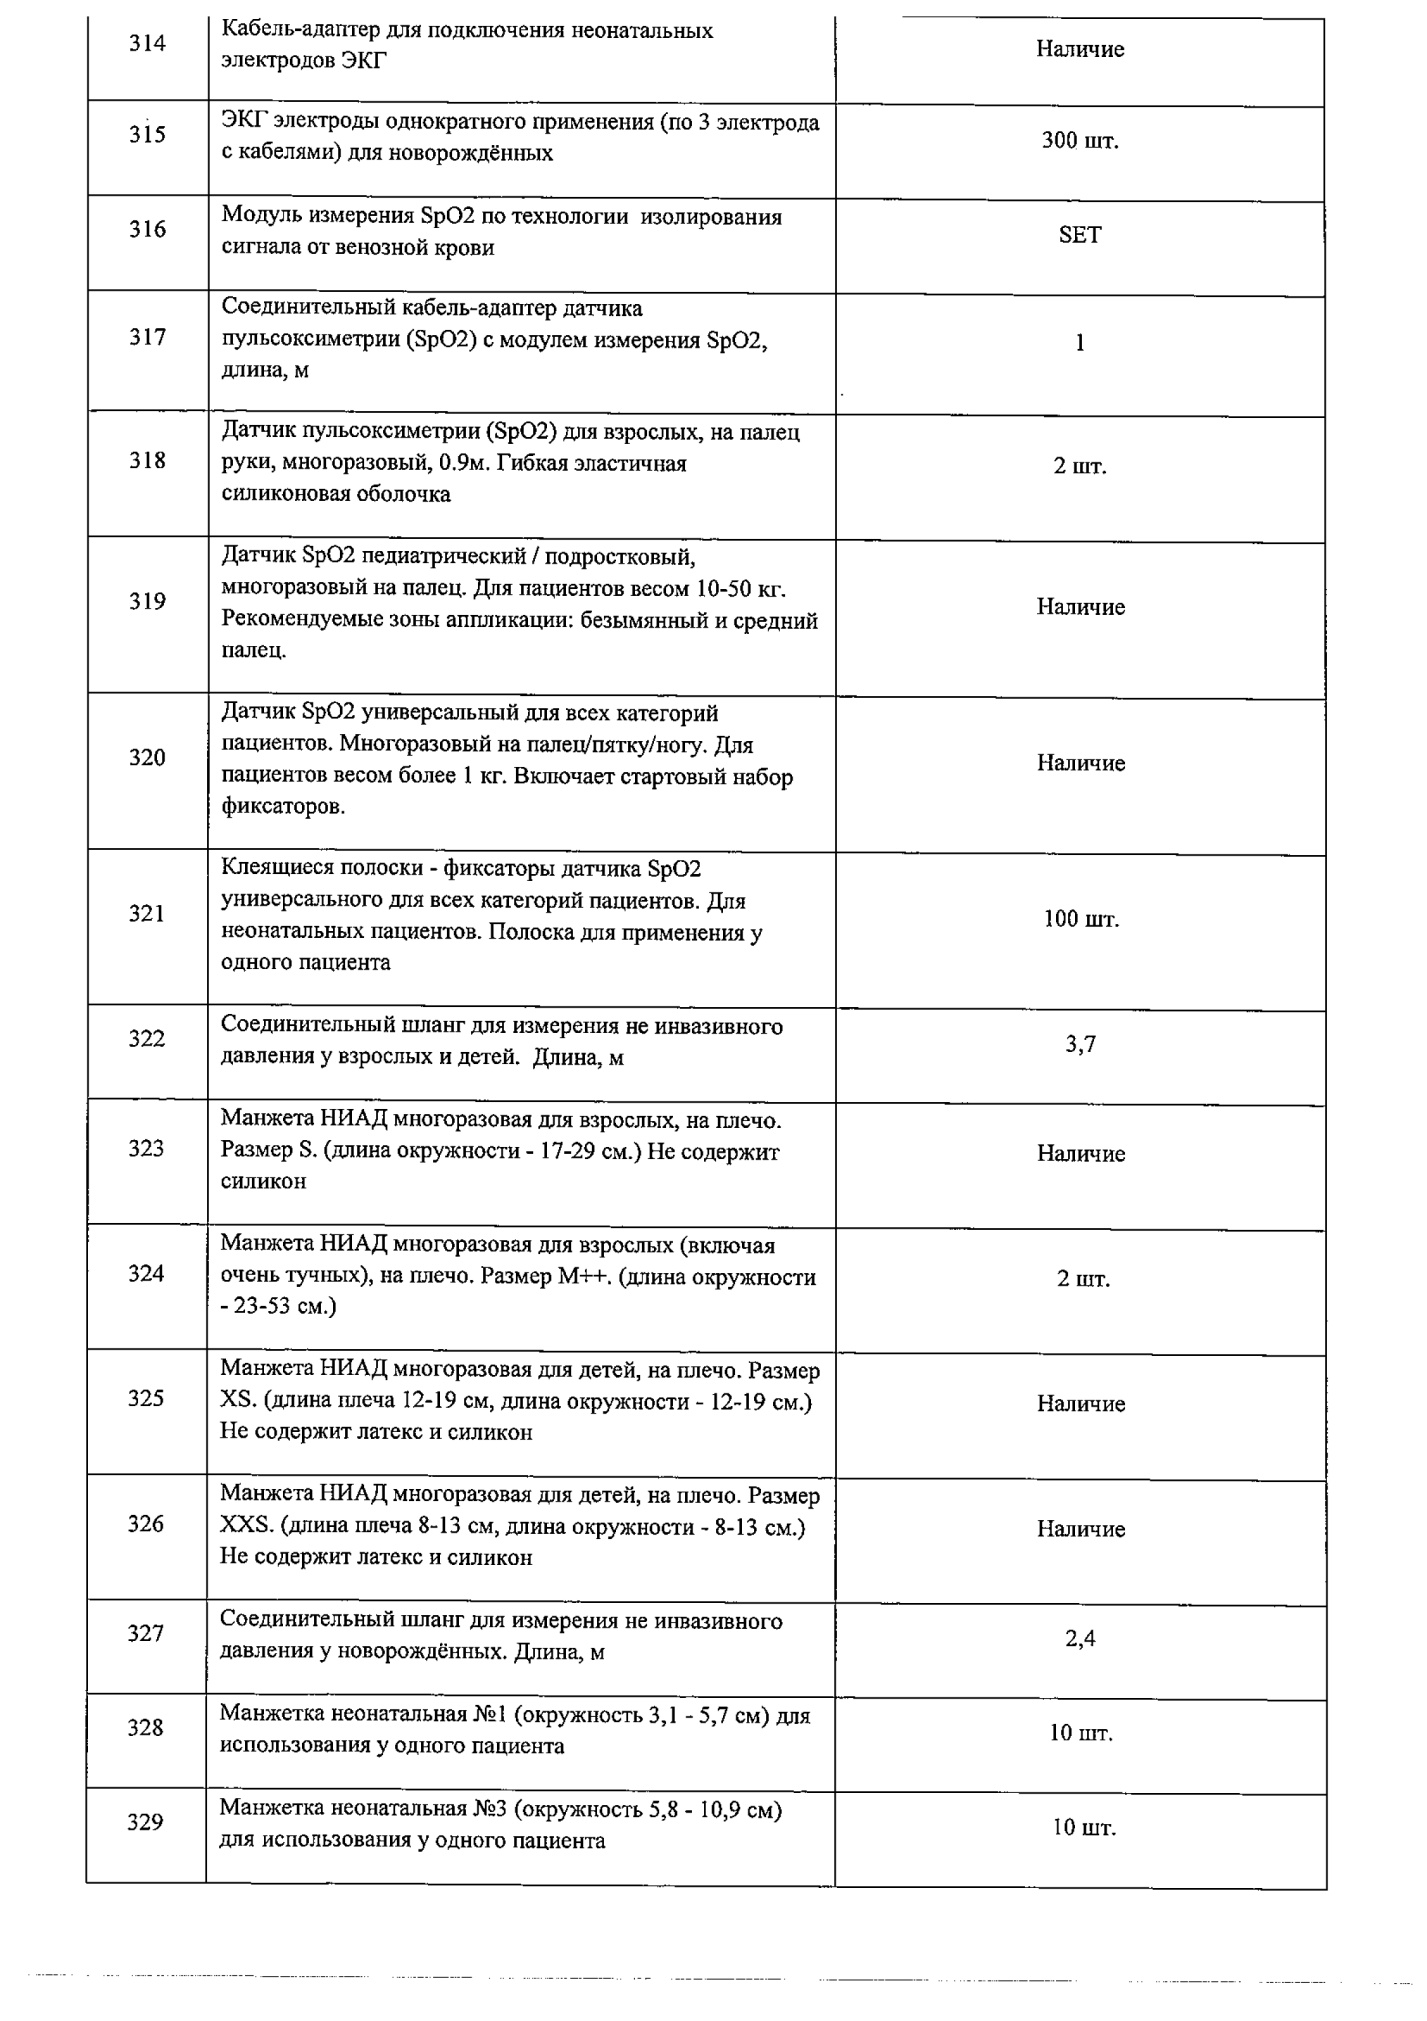 314
Кабель-адаптер для подключения неонатальных
электродов ЭКГ
Наличие
315
ЭКГ электроды однократного применения (по 3 электрода
с кабелями) для новорождённых
300 шт.
316
Модуль измерения SpO2 по технологии изолирования
сигнала от венозной крови
SET
317
Соединительный кабель-адаптер датчика
пульсоксиметрии (SpO2) с модулем измерения SpO2,
длина, м
1
318
Датчик пульсоксиметрии (SpO2) для взрослых, на палец
руки, многоразовый, 0.9м. Гибкая эластичная
силиконовая оболочка
2 шт.
319
Датчик SpO2 педиатрический / подростковый,
многоразовый на палец. Для пациентов весом 10-50 кг.
Рекомендуемые зоны аппликации: безымянный и средний
палец.
Наличие
320
Датчик SpO2 универсальный для всех категорий
пациентов. Многоразовый на палец/пятку/ногу. Для
пациентов весом более 1 кг. Включает стартовый набор
фиксаторов.
Наличие
321
Клеящиеся полоски - фиксаторы датчика SpO2
универсального для всех категорий пациентов. Для
неонатальных пациентов. Полоска для применения у
одного пациента
100 шт.
322
Соединительный шланг для измерения не инвазивного
давления у взрослых и детей. Длина, м
3,7
323
Манжета НИАД многоразовая для взрослых, на плечо.
Размер S. (длина окружности - 17-29 см.) Не содержит
силикон
Наличие
324
Манжета НИАД многоразовая для взрослых (включая
очень тучных), на плечо. Размер M++. (длина окружности
- 23-53 см.)
2 шт.
325
Манжета НИАД многоразовая для детей, на плечо. Размер
XS. (длина плеча 12-19 см, длина окружности - 12-19 см.)
Не содержит латекс и силикон
Наличие
326
Манжета НИАД многоразовая для детей, на плечо. Размер
XXS. (длина плеча 8-13 см, длина окружности - 8-13 см.)
Не содержит латекс и силикон
Наличие
327
Соединительный шланг для измерения не инвазивного
давления у новорождённых. Длина, м
2,4
328
Манжетка неонатальная №1 (окружность 3,1 - 5,7 см) для
использования у одного пациента
10 шт.
329
Манжетка неонатальная №3 (окружность 5,8 - 10,9 см)
для использования у одного пациента
10 шт.